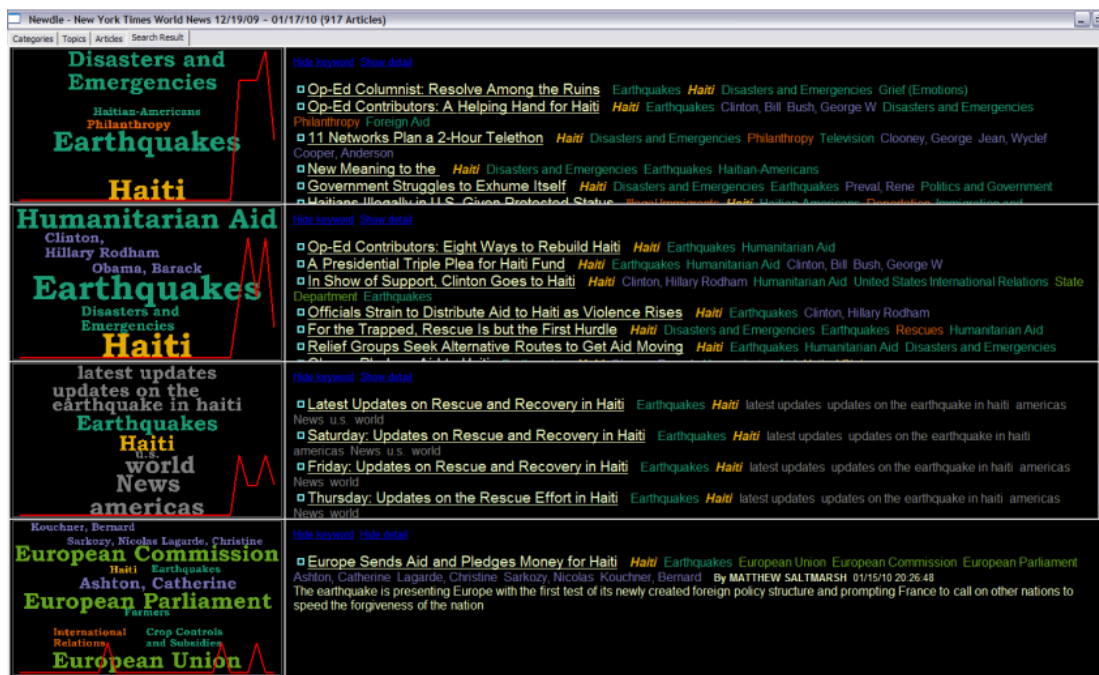 Newdle - New York Times World News 12/19/09 ~ 01/17/10 (917 Articles)
Categories Topics Articles Search Result
Disasters and
Emergencies
Haitian-Americans
Philanthropy
Earthquakes
Haiti
Hide keyword Show detail
Op-Ed Columnist: Resolve Among the Ruins Earthquakes Haiti Disasters and Emergencies Grief (Emotions)
Op-Ed Contributors: A Helping Hand for Haiti Haiti Earthquakes Clinton, Bill Bush, George W Disasters and Emergencies
Philanthropy Foreign Aid
11 Networks Plan a 2-Hour Telethon Haiti Disasters and Emergencies Philanthropy Television Clooney, George Jean, Wyclef
Cooper, Anderson
New Meaning to the Haiti Disasters and Emergencies Earthquakes Haitian-Americans
Government Struggles to Exhume Itself Haiti Disasters and Emergencies Earthquakes Preval, Rene Politics and Government
Haitians Illegally in U.S. Given Protected Status Illegal Immigrants Haiti Haitian-Americans Deportation Immigration and
Humanitarian Aid
Clinton,
Hillary Rodham
Obama, Barack
Earthquakes
Disasters and
Emergencies
Haiti
Hide keyword Show detail
Op-Ed Contributors: Eight Ways to Rebuild Haiti Haiti Earthquakes Humanitarian Aid
A Presidential Triple Plea for Haiti Fund Haiti Earthquakes Humanitarian Aid Clinton, Bill Bush, George W
In Show of Support, Clinton Goes to Haiti Haiti Clinton, Hillary Rodham Humanitarian Aid United States International Relations State
Department Earthquakes
Officials Strain to Distribute Aid to Haiti as Violence Rises Haiti Earthquakes Clinton, Hillary Rodham
For the Trapped, Rescue Is but the First Hurdle Haiti Disasters and Emergencies Earthquakes Rescues Humanitarian Aid
Relief Groups Seek Alternative Routes to Get Aid Moving Haiti Earthquakes Humanitarian Aid Disasters and Emergencies
latest updates
updates on the
earthquake in haiti
Earthquakes
Haiti
u.s.
world
News
americas
Hide keyword Show detail
Latest Updates on Rescue and Recovery in Haiti Earthquakes Haiti latest updates updates on the earthquake in haiti americas
News u.s. world
Saturday: Updates on Rescue and Recovery in Haiti Earthquakes Haiti latest updates updates on the earthquake in haiti
americas News u.s. world
Friday: Updates on Rescue and Recovery in Haiti Earthquakes Haiti latest updates updates on the earthquake in haiti americas
News world
Thursday: Updates on the Rescue Effort in Haiti Earthquakes Haiti latest updates updates on the earthquake in haiti americas
News world
Kouchner, Bernard
Sarkozy, Nicolas Lagarde, Christine
European Commission
Haiti Earthquakes
Ashton, Catherine
European Parliament
Farmers
International Crop Controls
Relations and Subsidies
European Union
Hide keyword Hide detail
Europe Sends Aid and Pledges Money for Haiti Haiti Earthquakes European Union European Commission European Parliament
Ashton, Catherine Lagarde, Christine Sarkozy, Nicolas Kouchner, Bernard By MATTHEW SALTMARSH 01/15/10 20:26:48
The earthquake is presenting Europe with the first test of its newly created foreign policy structure and prompting France to call on other nations to
speed the forgiveness of the nation